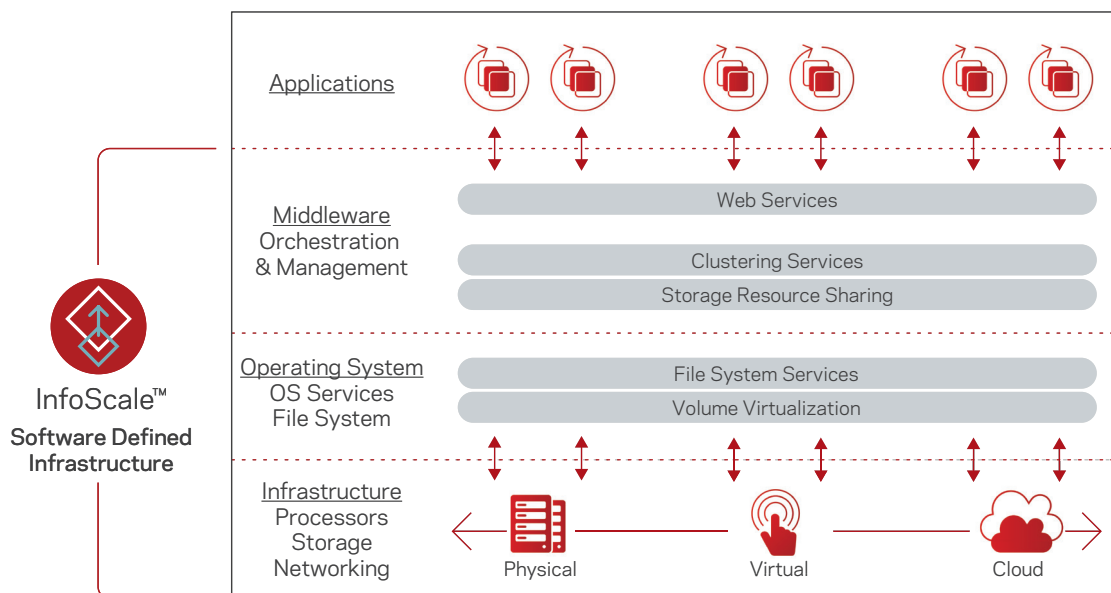 Applications
Middleware
Orchestration
& Management
Web Services
Clustering Services
Storage Resource Sharing
InfoScale™
Software Defined
Infrastructure
Operating System
OS Services
File System
File System Services
Volume Virtualization
Infrastructure
Processors
Storage
Networking
Physical
Virtual
Cloud